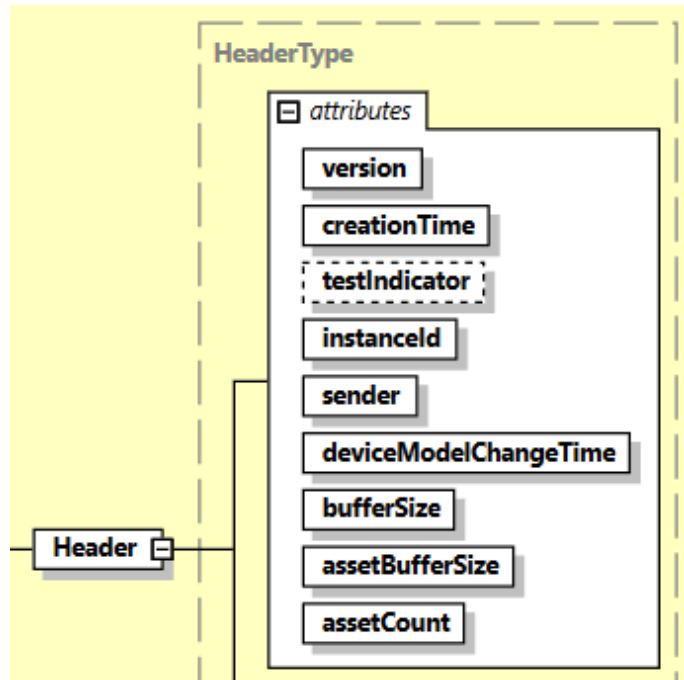 HeaderType
attributes
version
creationTime
testIndicator
instanceId
sender
deviceModelChangeTime
bufferSize
Header
assetBufferSize
assetCount